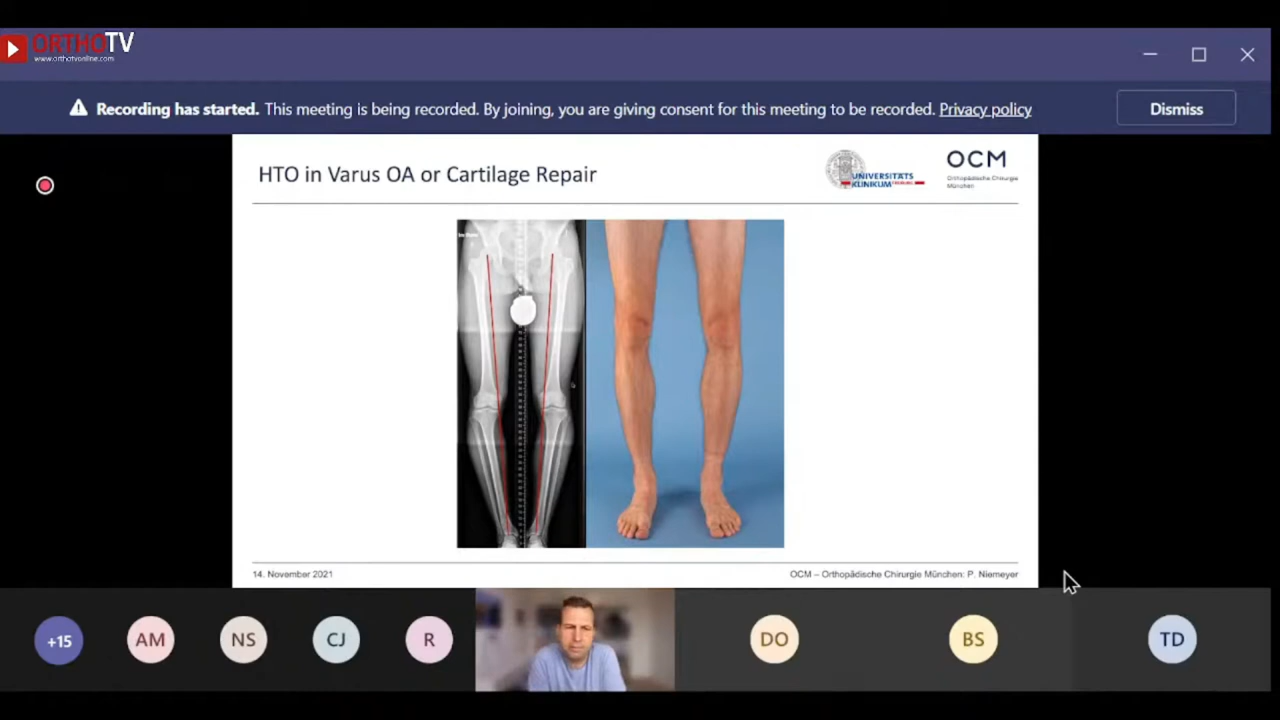 ORTHOTV
www.orthotvonline.com
Recording has started. This meeting is being recorded. By joining, you are giving consent for this meeting to be recorded. Privacy policy
Dismiss
HTO in Varus OA or Cartilage Repair
UNIVERSITÄTS
KLINIKUM FREIBURG
OCM
Orthopädische Chirurgie
München
14. November 2021
OCM – Orthopädische Chirurgie München: P. Niemeyer
+15
AM
NS
CJ
R
DO
BS
TD